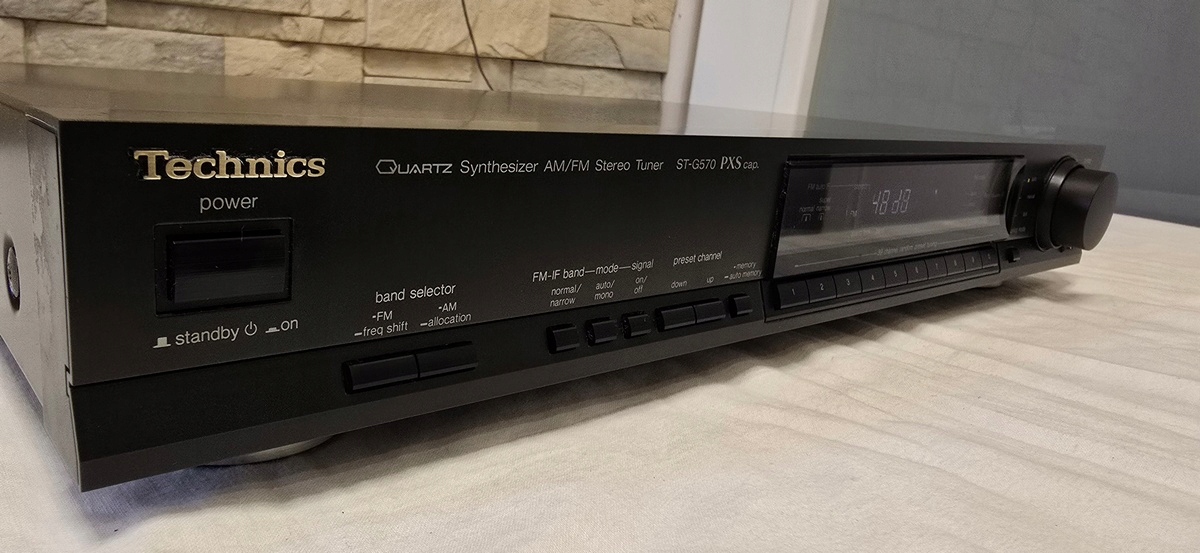 Technics
QUARTZ Synthesizer AM/FM Stereo Tuner ST-G570 PXS cap.
power
standby on
band selector
-FM -AM
-freq shift -allocation
FM-IF band—mode—signal
normal/ auto/ on/
narrow mono off
preset channel
down up
-memory
-auto memory
1 2 3 4 5 6 7 8 9